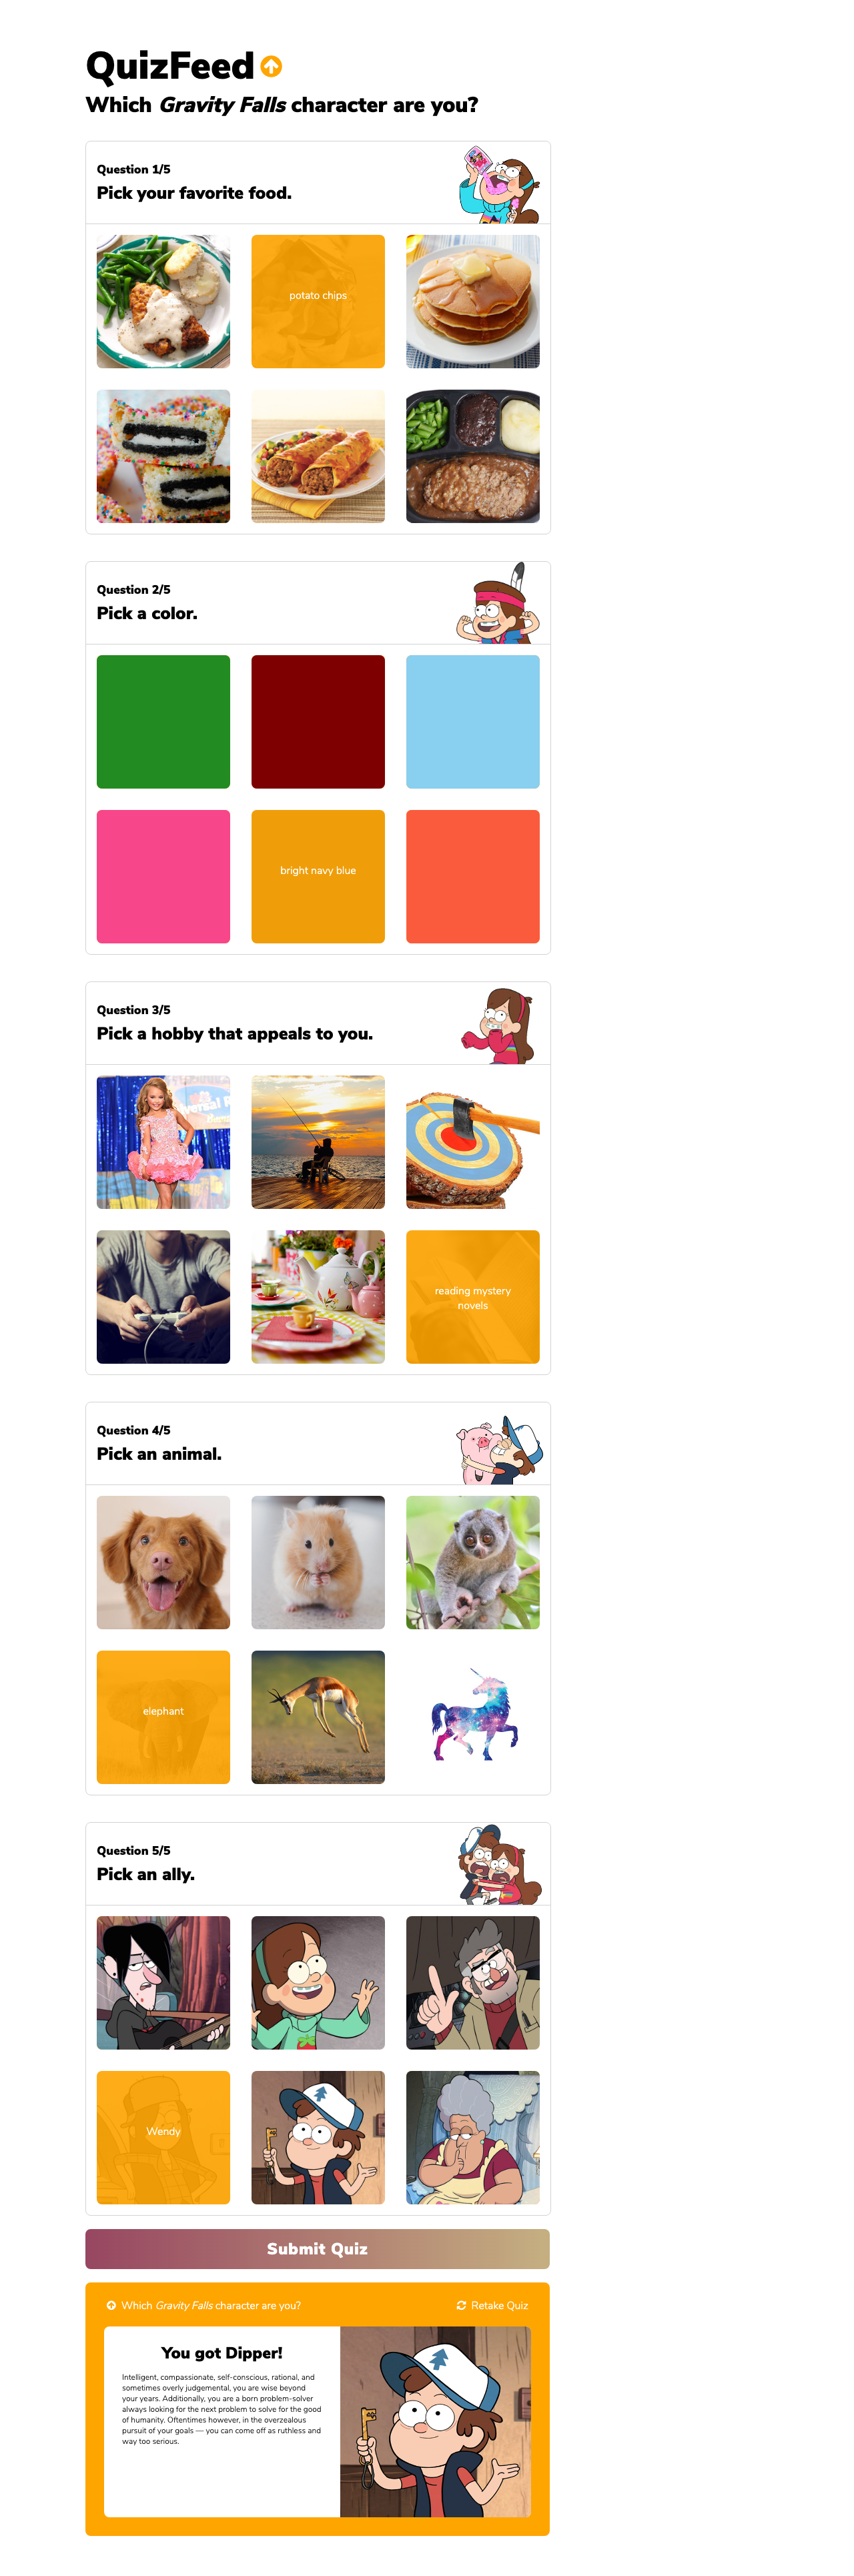 QuizFeed
Which Gravity Falls character are you?
Question 1/5
Pick your favorite food.
potato chips
Question 2/5
Pick a color.
bright navy blue
Question 3/5
Pick a hobby that appeals to you.
reading mystery
novels
Question 4/5
Pick an animal.
elephant
Question 5/5
Pick an ally.
Wendy
Submit Quiz
Which Gravity Falls character are you?
Retake Quiz
You got Dipper!
Intelligent, compassionate, self-conscious, rational, and
sometimes overly judgemental, you are wise beyond
your years. Additionally, you are a born problem-solver
always looking for the next problem to solve for the good
of humanity. Oftentimes however, in the overzealous
pursuit of your goals — you can come off as ruthless and
way too serious.